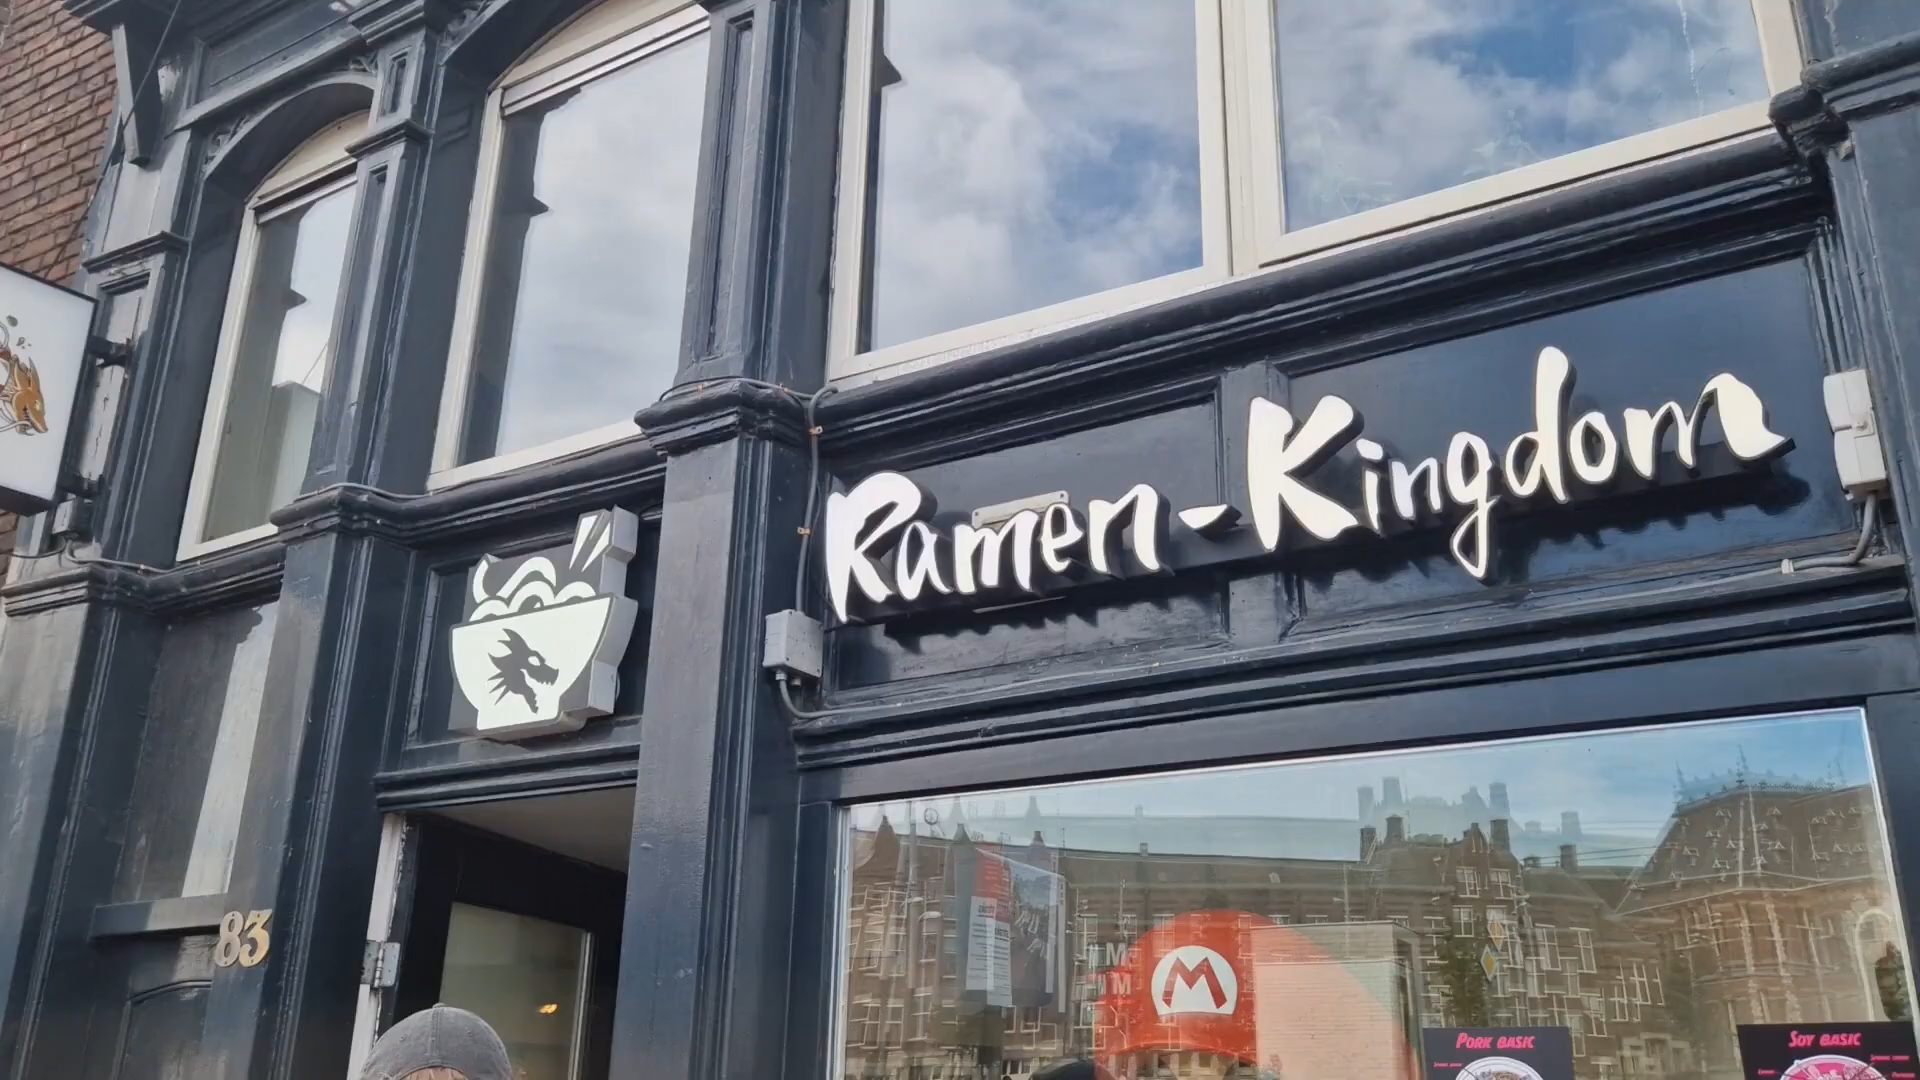 Ramen-Kingdom
83
M
PORK BASIC
SOY BASIC